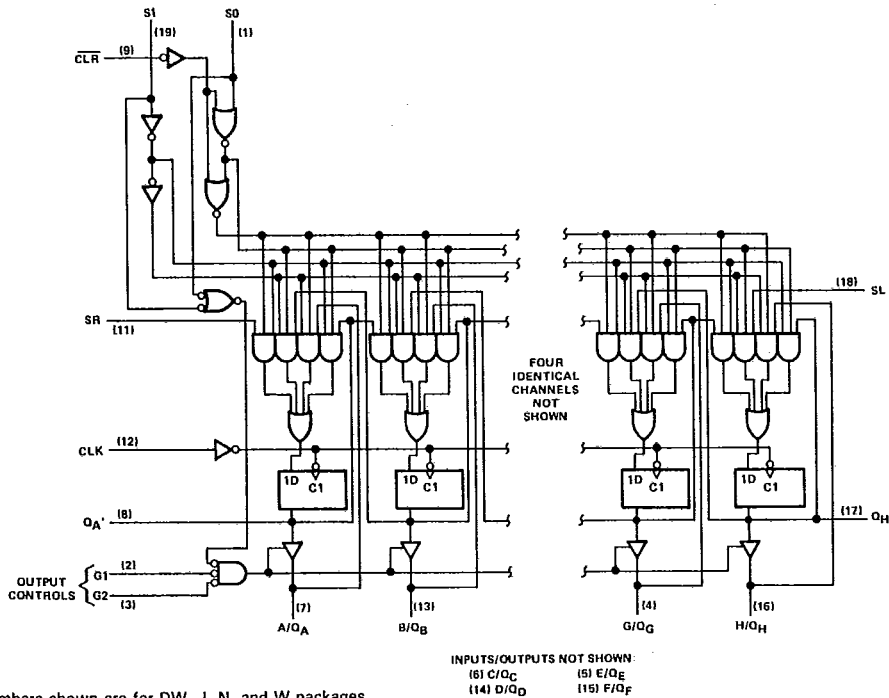 S1 S0
(19) (1)
CLR (9)
SL
(18)
SR
(11)
FOUR
IDENTICAL
CHANNELS
NOT
SHOWN
CLK (12)
1D C1 1D C1 1D C1 1D C1
QA' (8)
(17) QH
OUTPUT
CONTROLS
G1 (2)
G2
(3)
(7) (13) (4) (16)
A/QA B/QB G/QG H/QH
INPUTS/OUTPUTS NOT SHOWN:
(6) C/QC (5) E/QE
(14) D/QD (15) F/QF
shown are for DW, J, N, and W packages